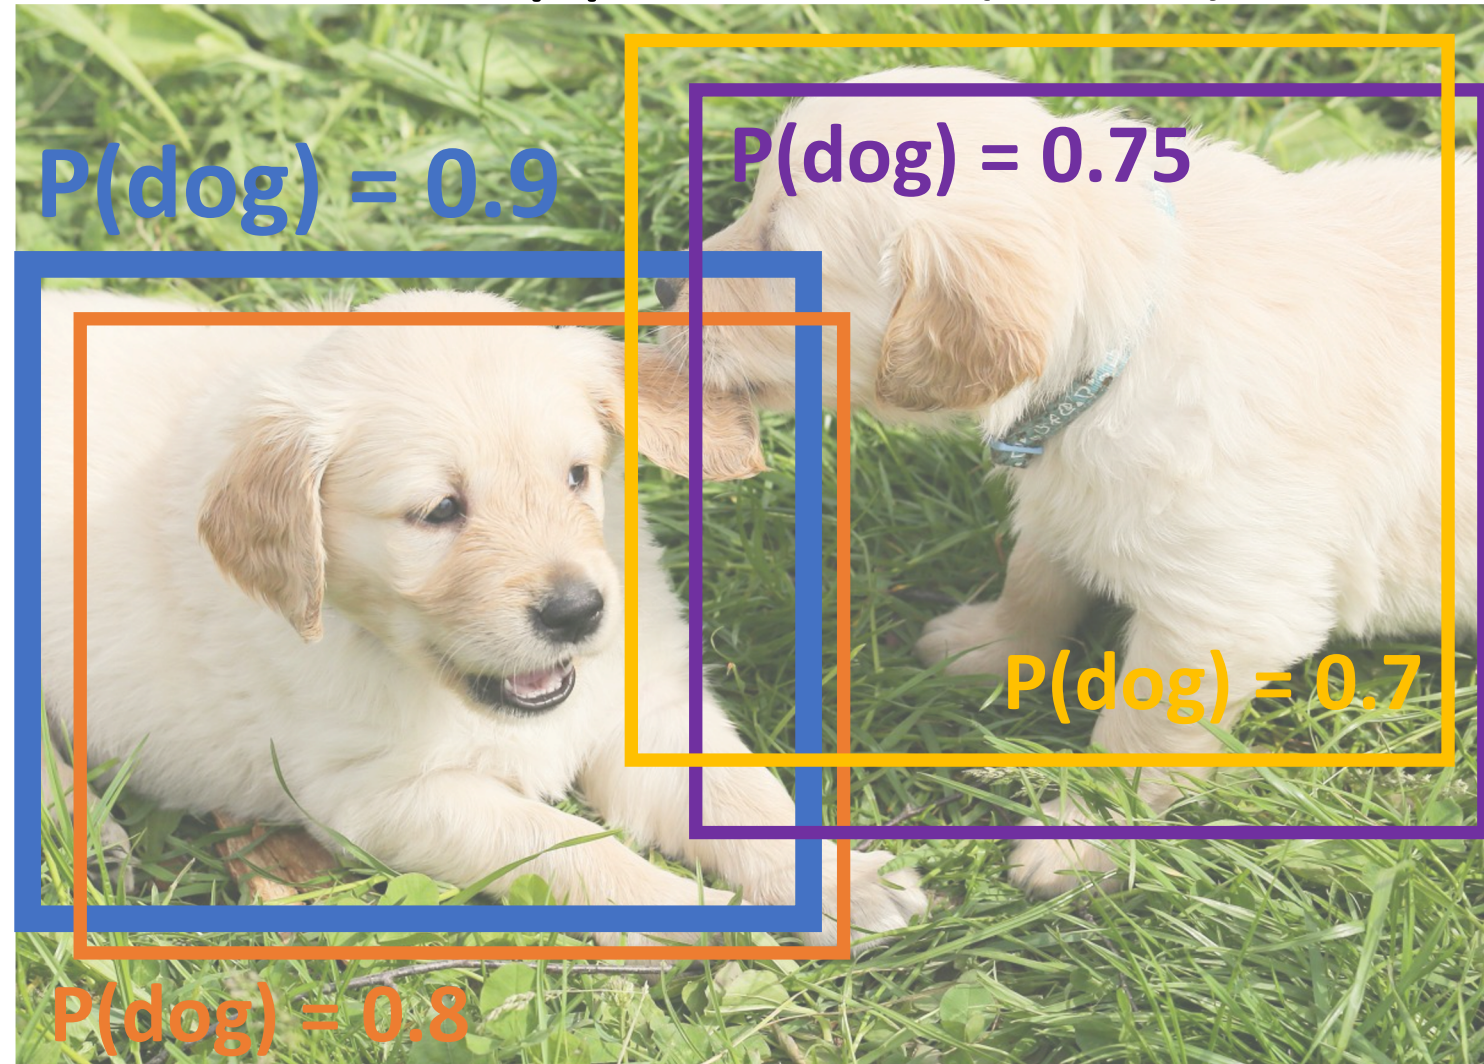 P(dog) = 0.9
P(dog) = 0.75
P(dog) = 0.7
P(dog) = 0.8